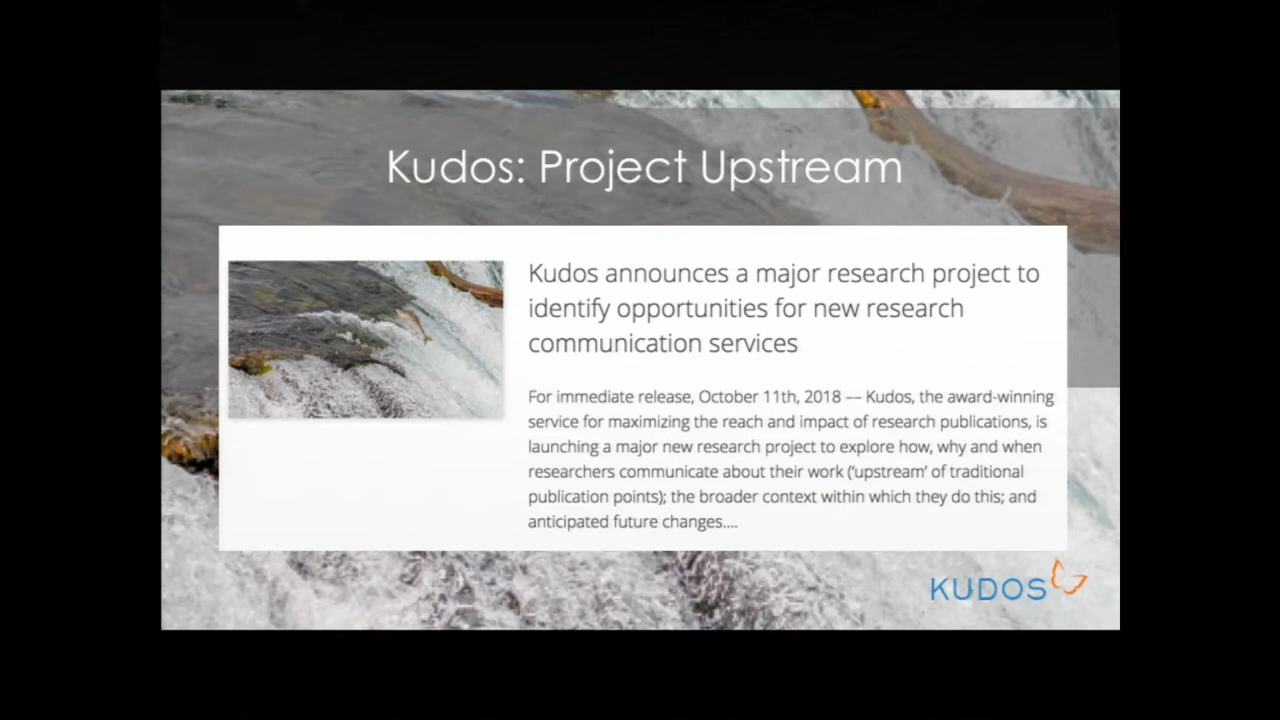 Kudos: Project Upstream
Kudos announces a major research project to
identify opportunities for new research
communication services
For immediate release, October 11th, 2018 –– Kudos, the award-winning
service for maximizing the reach and impact of research publications, is
launching a major new research project to explore how, why and when
researchers communicate about their work (‘upstream’ of traditional
publication points); the broader context within which they do this; and
anticipated future changes....
KUDOS